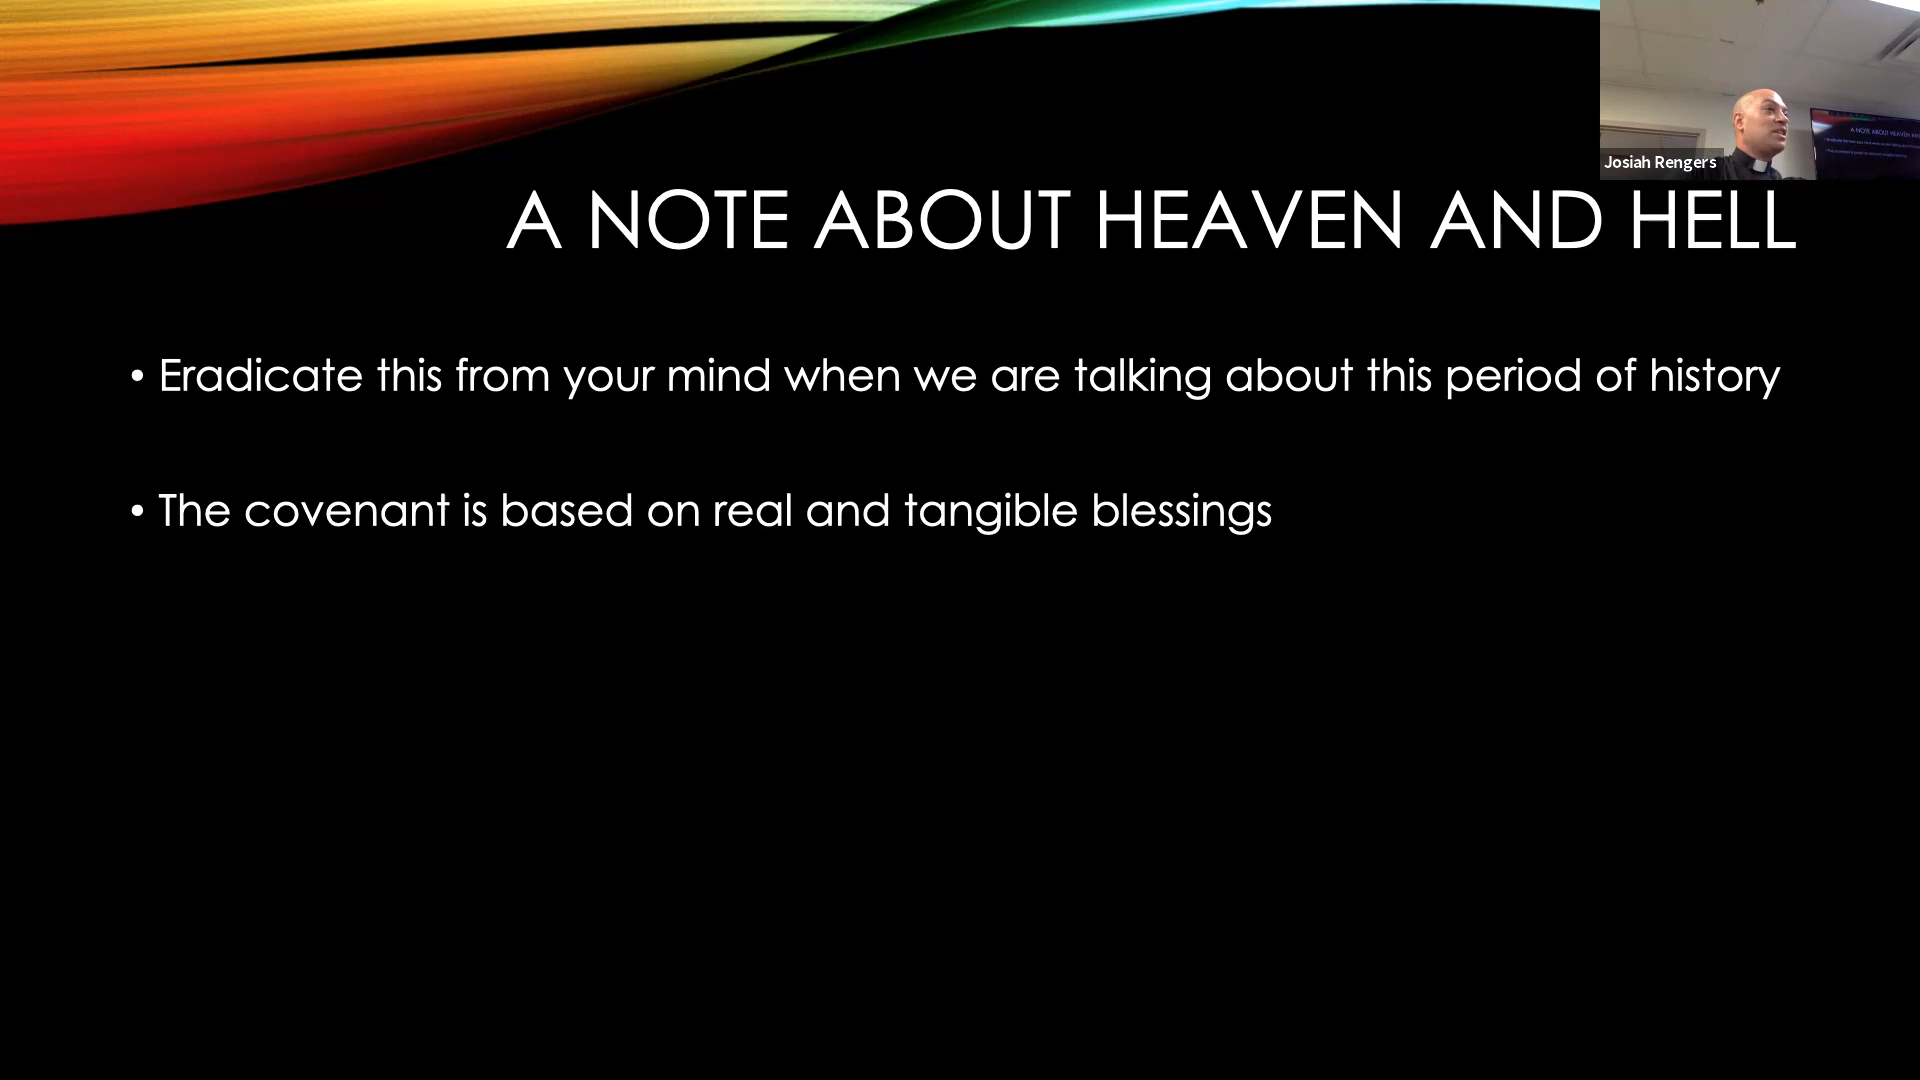 Josiah Rengers
A NOTE ABOUT HEAVEN AND HELL
• Eradicate this from your mind when we are talking about this period of history
• The covenant is based on real and tangible blessings